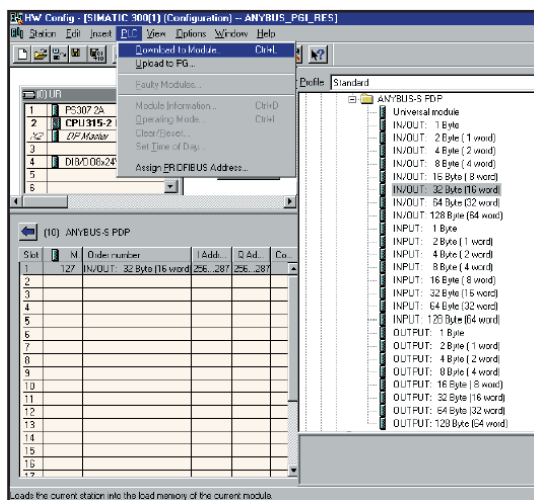 HW Config - [SIMATIC 300(1) (Configuration) -- ANYBUS_PGI_RES]
Station Edit Insert PLC View Options Window Help
Download to Module... Ctrl+L
Upload to PG...
Faulty Modules...
Module Information... Ctrl+D
Operating Mode... Ctrl+I
Clear/Reset...
Set Time of Day...
Assign PROFIBUS Address...
(0) UR
1 PS307 2A
2 CPU315-2
X2 DP Master
3
4
5
6
Profile Standard
ANYBUS-S PDP
Universal module
IN/OUT: 1 Byte
IN/OUT: 2 Byte ( 1 word)
IN/OUT: 4 Byte ( 2 word)
IN/OUT: 8 Byte ( 4 word)
IN/OUT: 16 Byte ( 8 word)
IN/OUT: 32 Byte (16 word)
IN/OUT: 64 Byte (32 word)
IN/OUT: 128 Byte (64 word)
INPUT: 1 Byte
INPUT: 2 Byte ( 1 word)
INPUT: 4 Byte ( 2 word)
INPUT: 8 Byte ( 4 word)
INPUT: 16 Byte ( 8 word)
INPUT: 32 Byte (16 word)
INPUT: 64 Byte (32 word)
INPUT: 128 Byte (64 word)
OUTPUT: 1 Byte
OUTPUT: 2 Byte ( 1 word)
OUTPUT: 4 Byte ( 2 word)
OUTPUT: 8 Byte ( 4 word)
OUTPUT: 16 Byte ( 8 word)
OUTPUT: 32 Byte (16 word)
OUTPUT: 64 Byte (32 word)
OUTPUT: 128 Byte (64 word)
(10) ANYBUS-S PDP
Slot M. Order number I Add... Q Ad... Co...
1 127 IN/OUT: 32 Byte (16 word 256...287 256...287
2
3
4
5
6
7
8
9
10
11
12
13
14
15
16
17
Loads the current station into the load memory of the current module.